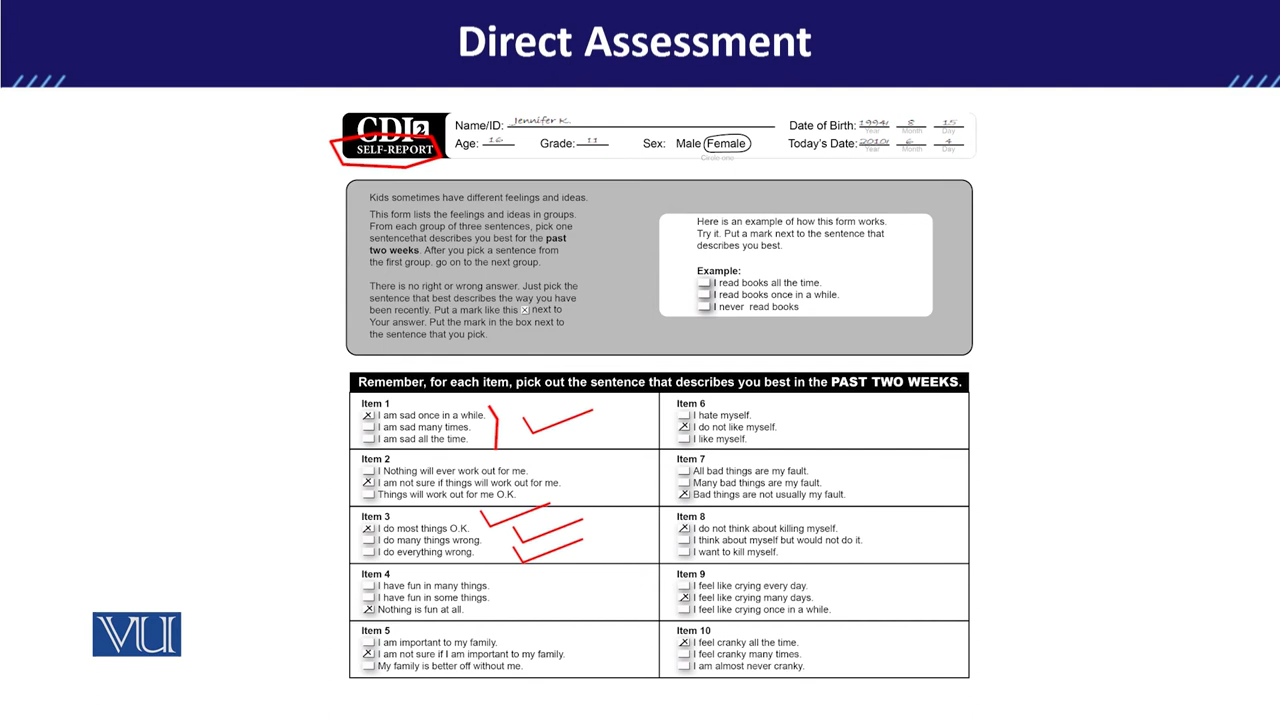 Direct Assessment
CDI 2
SELF-REPORT
Name/ID: Jennifer K.
Age: 16 Grade: 11 Sex: Male Female
Circle one
Date of Birth: 1994/ 8 15
Year Month Day
Today's Date: 2010/ 6 4
Year Month Day
Kids sometimes have different feelings and ideas.
This form lists the feelings and ideas in groups.
From each group of three sentences, pick one
sentencethat describes you best for the past
two weeks. After you pick a sentence from
the first group. go on to the next group.
There is no right or wrong answer. Just pick the
sentence that best describes the way you have
been recently. Put a mark like this next to
Your answer. Put the mark in the box next to
the sentence that you pick.
Here is an example of how this form works.
Try it. Put a mark next to the sentence that
describes you best.
Example:
I read books all the time.
I read books once in a while.
I never read books
Remember, for each item, pick out the sentence that describes you best in the PAST TWO WEEKS.
Item 1
I am sad once in a while.
I am sad many times.
I am sad all the time.
Item 2
I Nothing will ever work out for me.
I am not sure if things will work out for me.
Things will work out for me O.K.
Item 3
I do most things O.K.
I do many things wrong.
I do everything wrong.
Item 4
I have fun in many things.
I have fun in some things.
Nothing is fun at all.
Item 5
I am important to my family.
I am not sure if I am important to my family.
My family is better off without me.
Item 6
I hate myself.
I do not like myself.
I like myself.
Item 7
All bad things are my fault.
Many bad things are my fault.
Bad things are not usually my fault.
Item 8
I do not think about killing myself.
I think about myself but would not do it.
I want to kill myself.
Item 9
I feel like crying every day.
I feel like crying many days.
I feel like crying once in a while.
Item 10
I feel cranky all the time.
I feel cranky many times.
I am almost never cranky.
VU